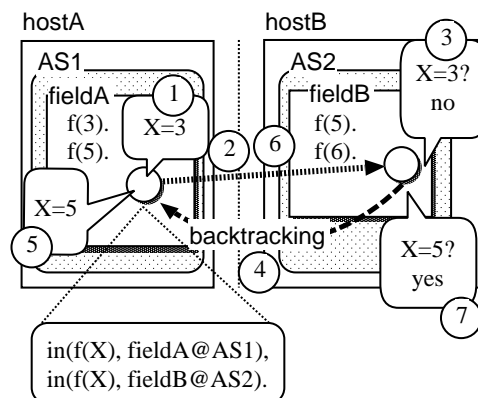 hostA
hostB
AS1
AS2
fieldA
fieldB
1
3
X=3
X=3?
no
f(3).
f(5).
f(5).
f(6).
2
6
X=5
5
backtracking
4
X=5?
yes
7
in(f(X), fieldA@AS1),
in(f(X), fieldB@AS2).